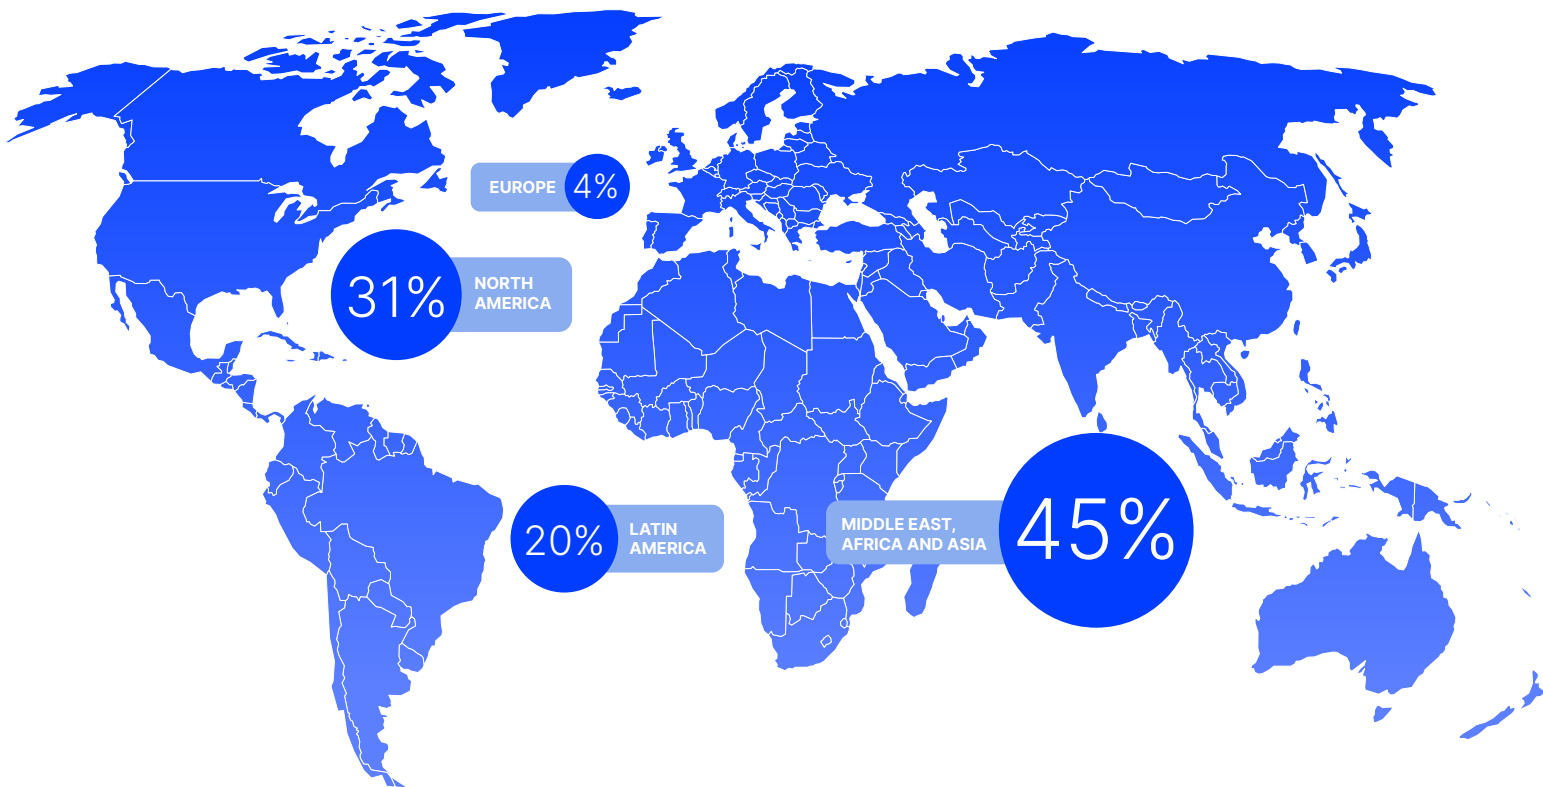 EUROPE 4%
31% NORTH
AMERICA
20% LATIN
AMERICA
MIDDLE EAST,
AFRICA AND ASIA 45%